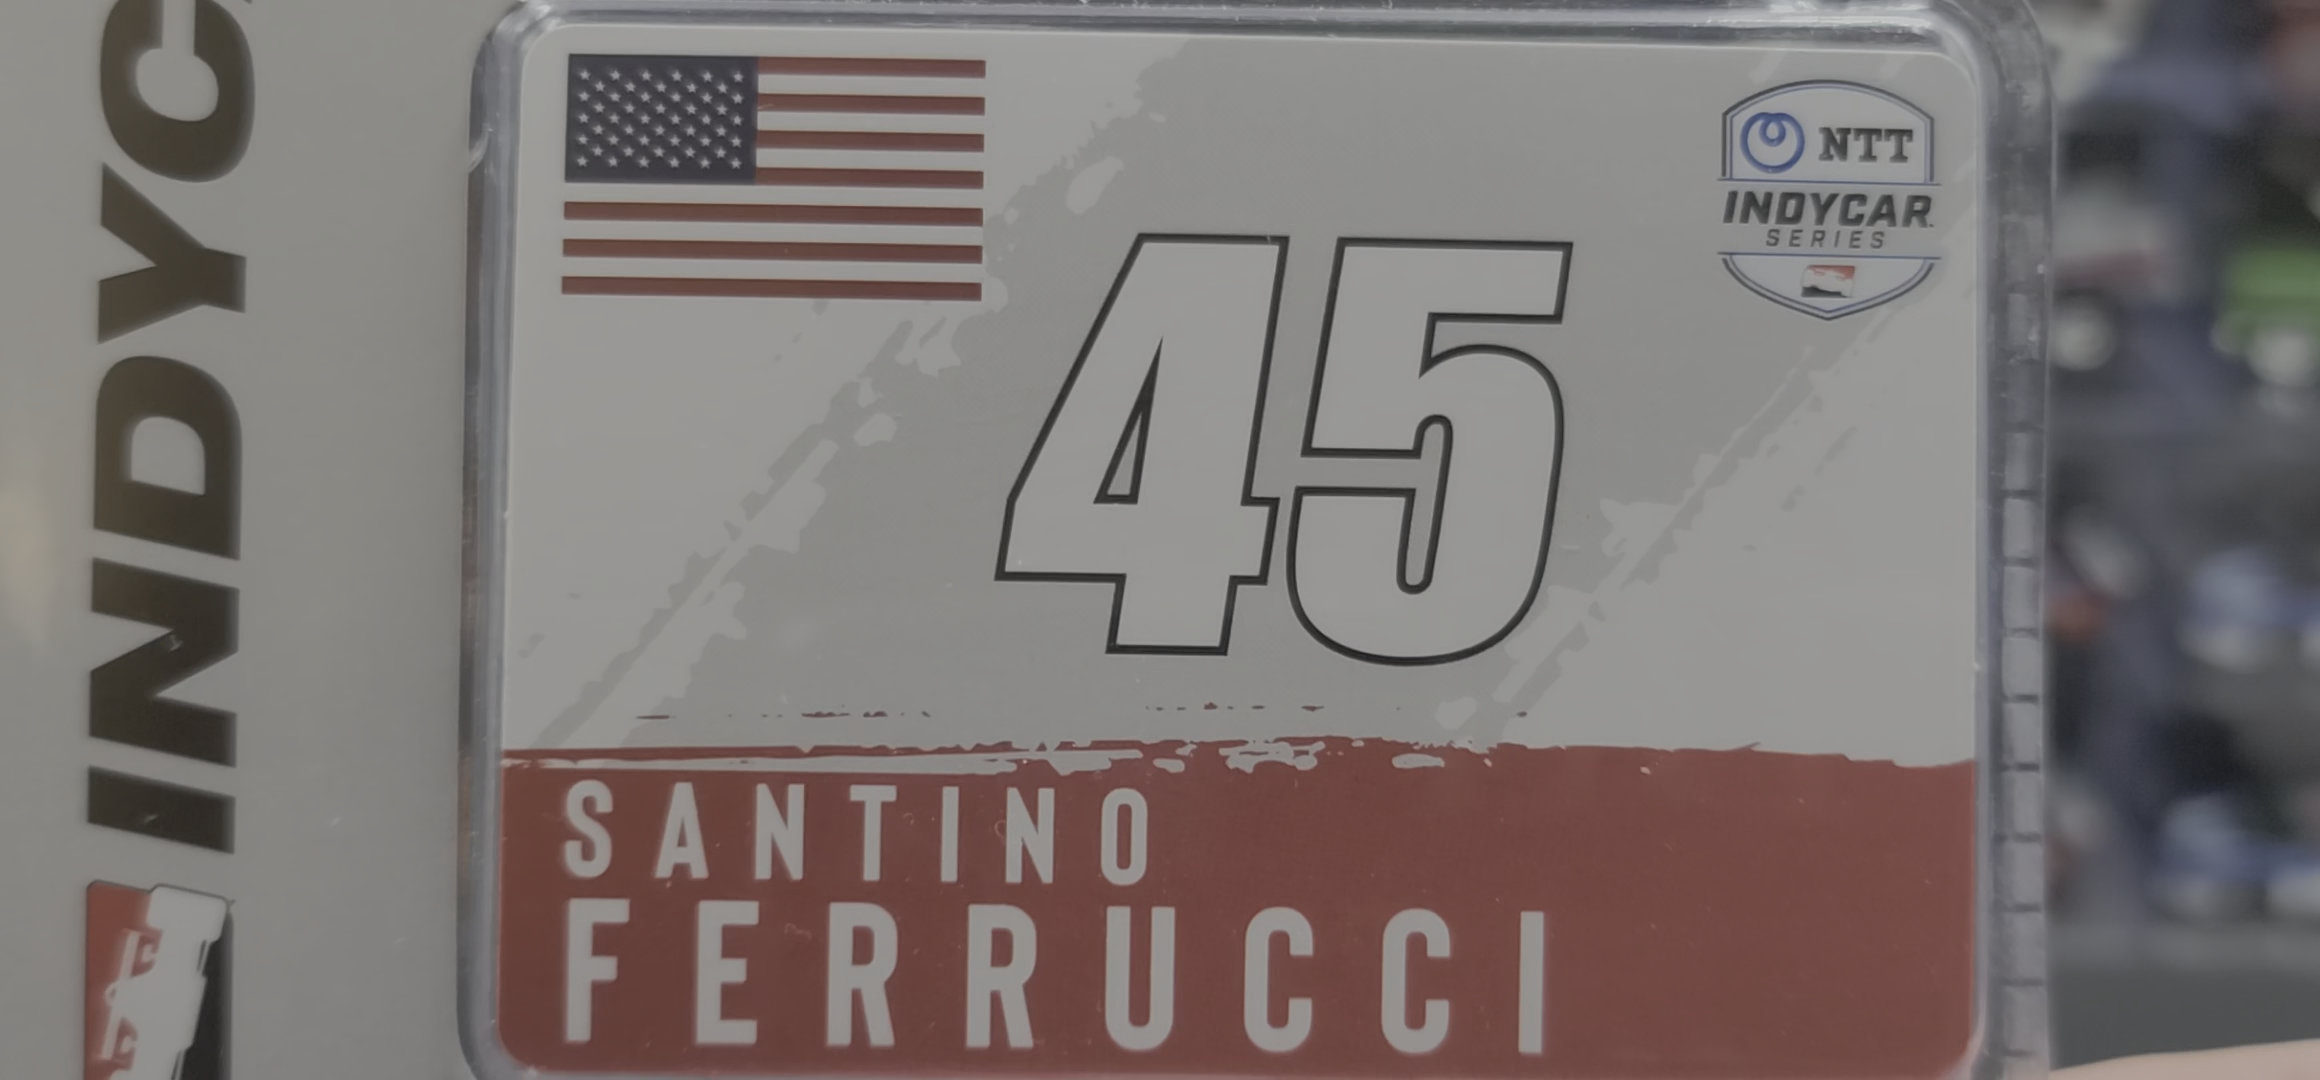 INDYC
45
NTT
INDYCAR
SERIES
SANTINO
FERRUCCI